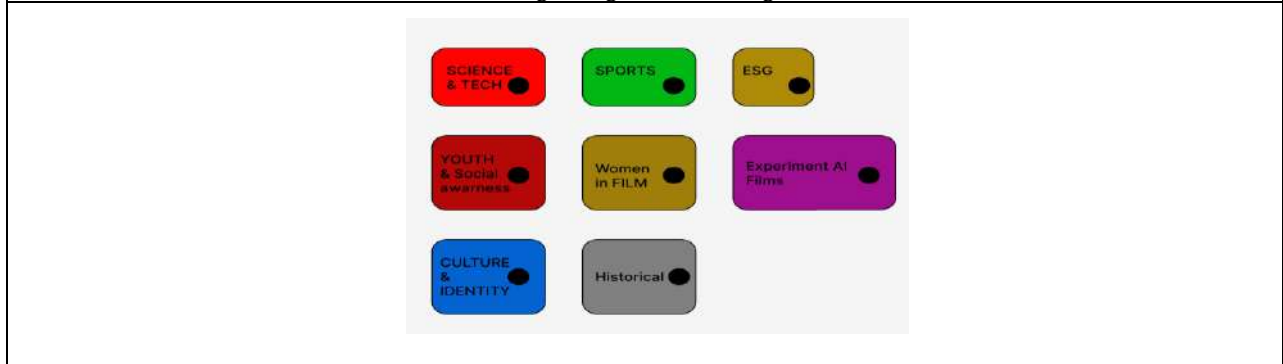 SCIENCE
& TECH
SPORTS
ESG
YOUTH
& Social
awarness
Women
in FILM
Experiment AI
Films
CULTURE
&
IDENTITY
Historical